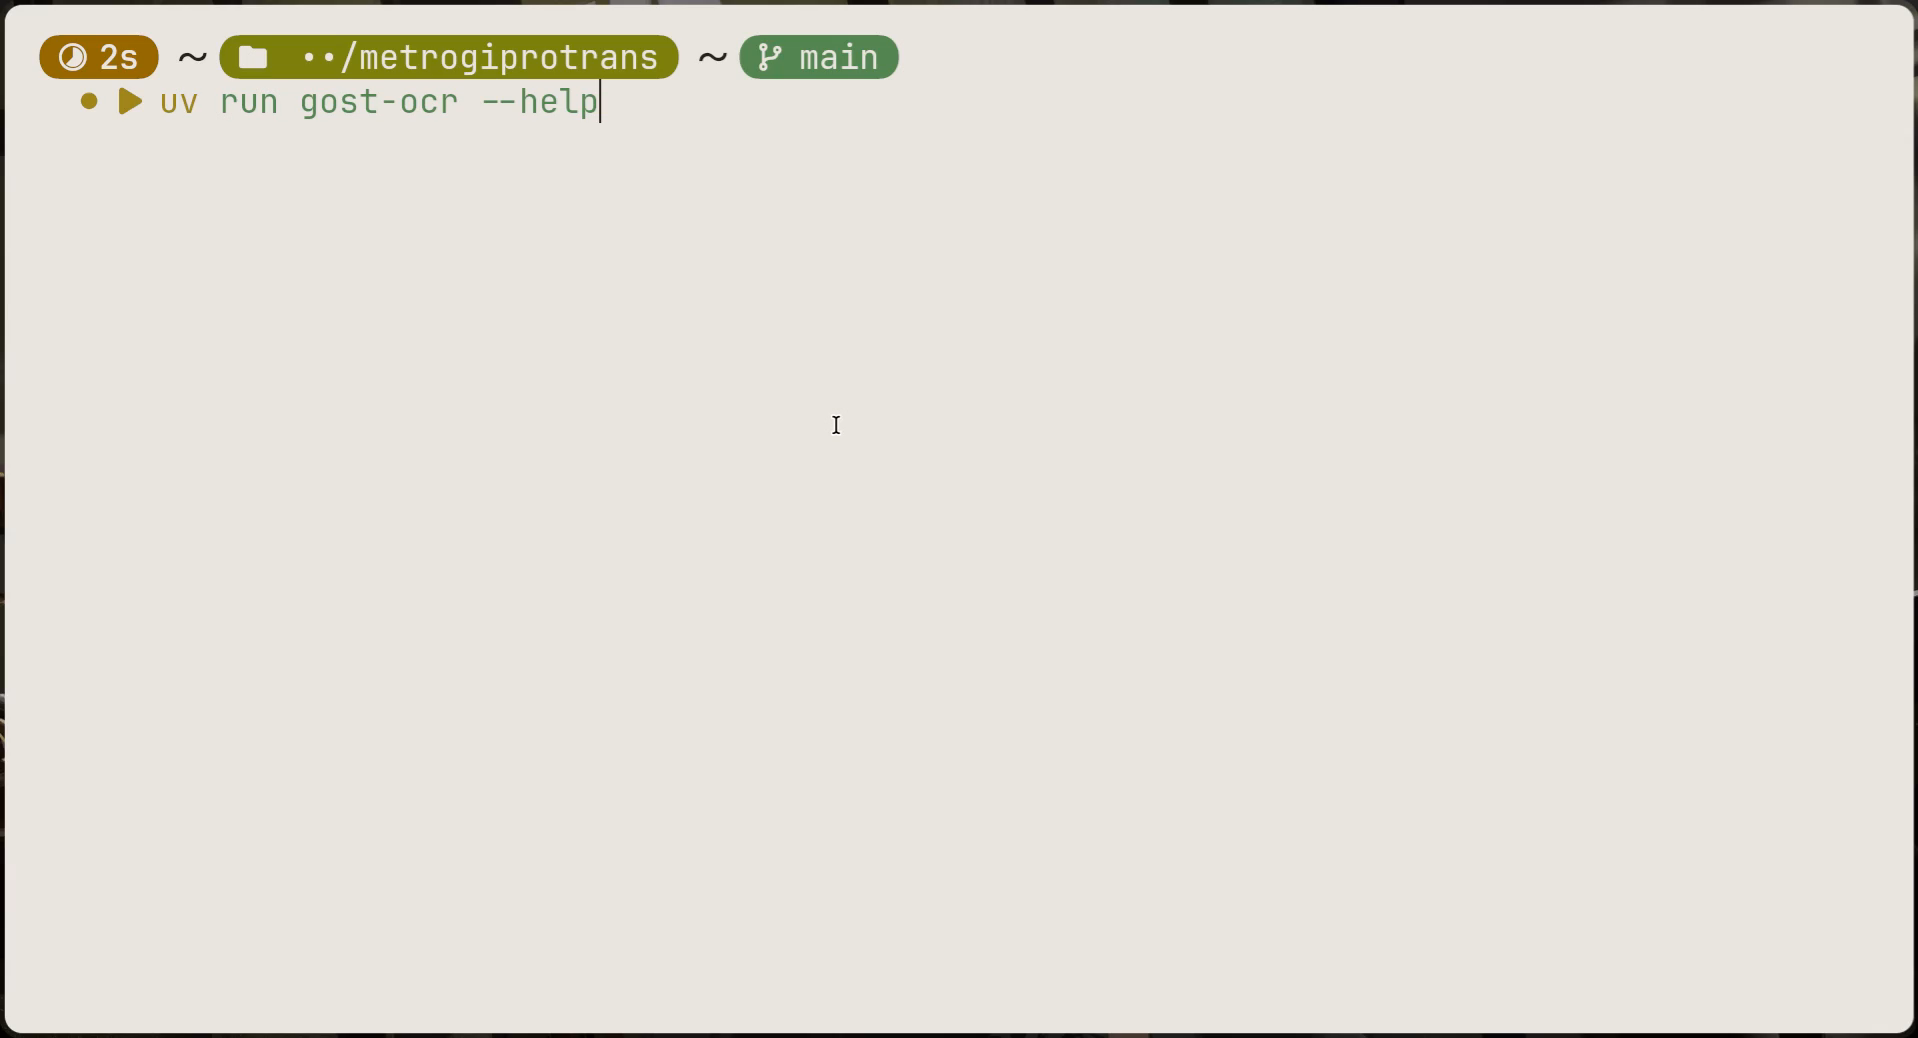 2s ~ ··/metrogiprotrans ~ main
● ▶ uv run gost-ocr --help